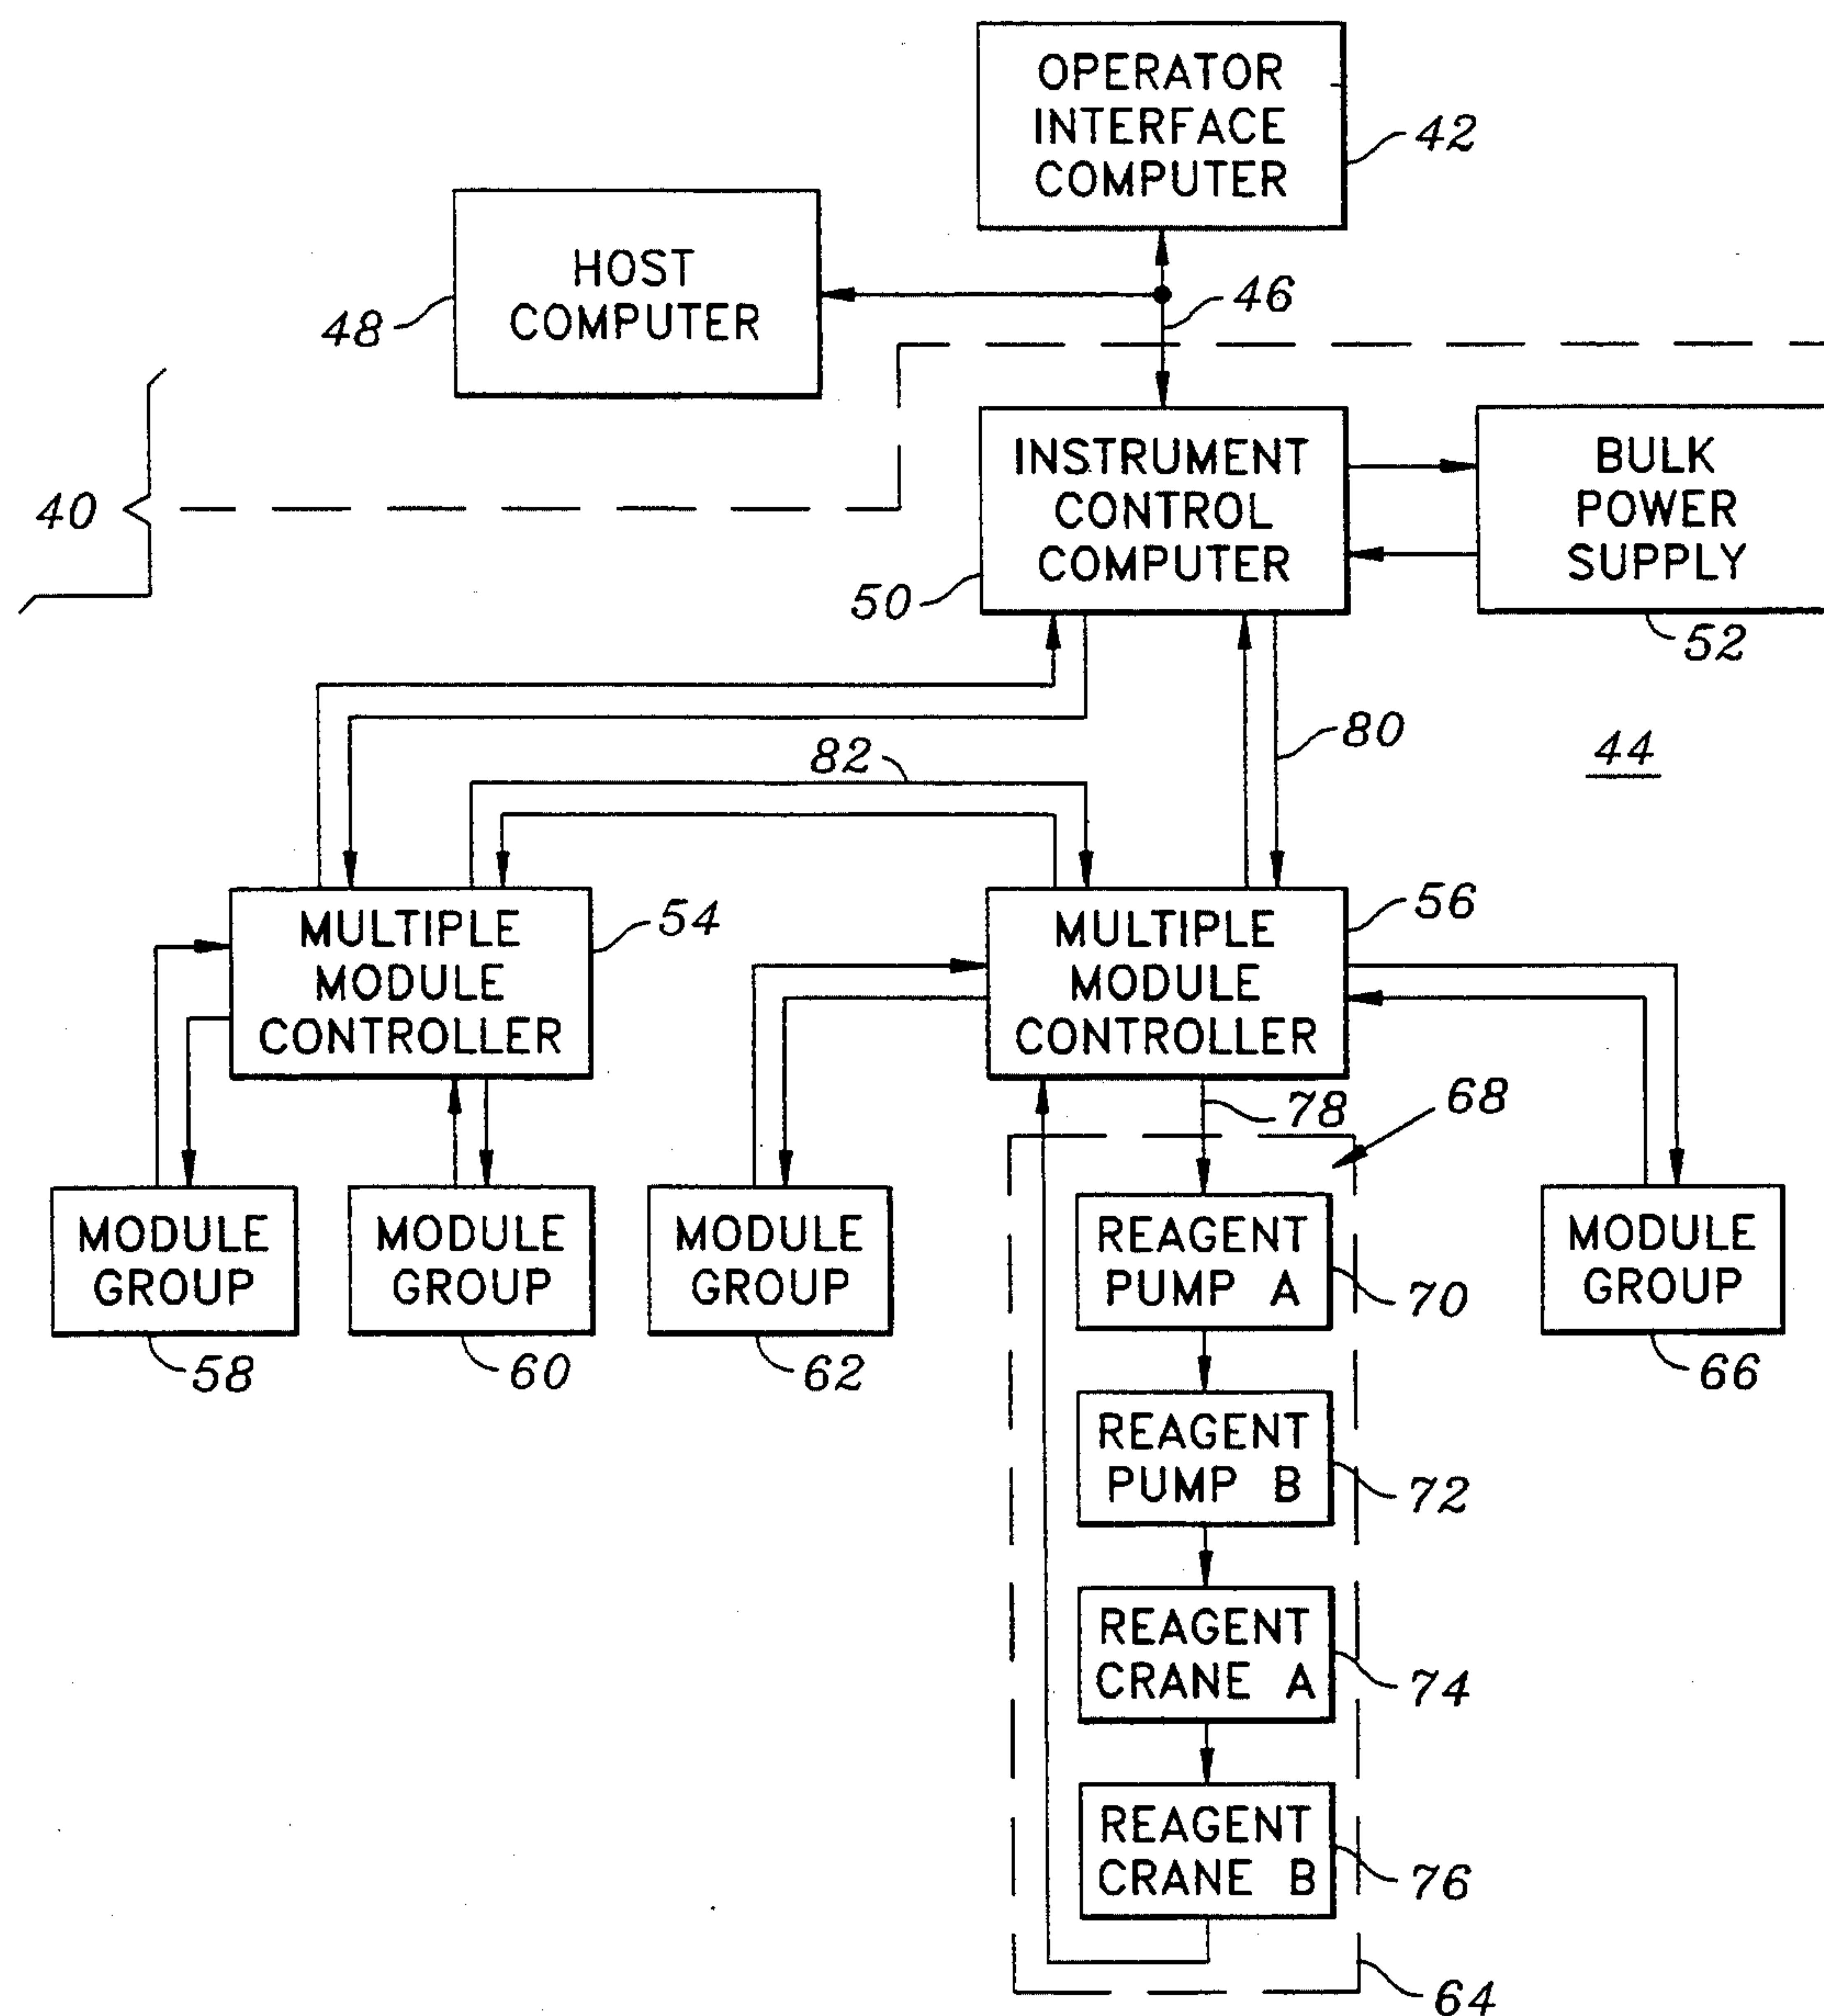 OPERATOR
INTERFACE
COMPUTER
42
HOST
COMPUTER
48
46
40
INSTRUMENT
CONTROL
COMPUTER
50
BULK
POWER
SUPPLY
52
80
44
82
MULTIPLE
MODULE
CONTROLLER
54
MULTIPLE
MODULE
CONTROLLER
56
78
68
MODULE
GROUP
58
MODULE
GROUP
60
MODULE
GROUP
62
REAGENT
PUMP A
70
MODULE
GROUP
66
REAGENT
PUMP B
72
REAGENT
CRANE A
74
REAGENT
CRANE B
76
64